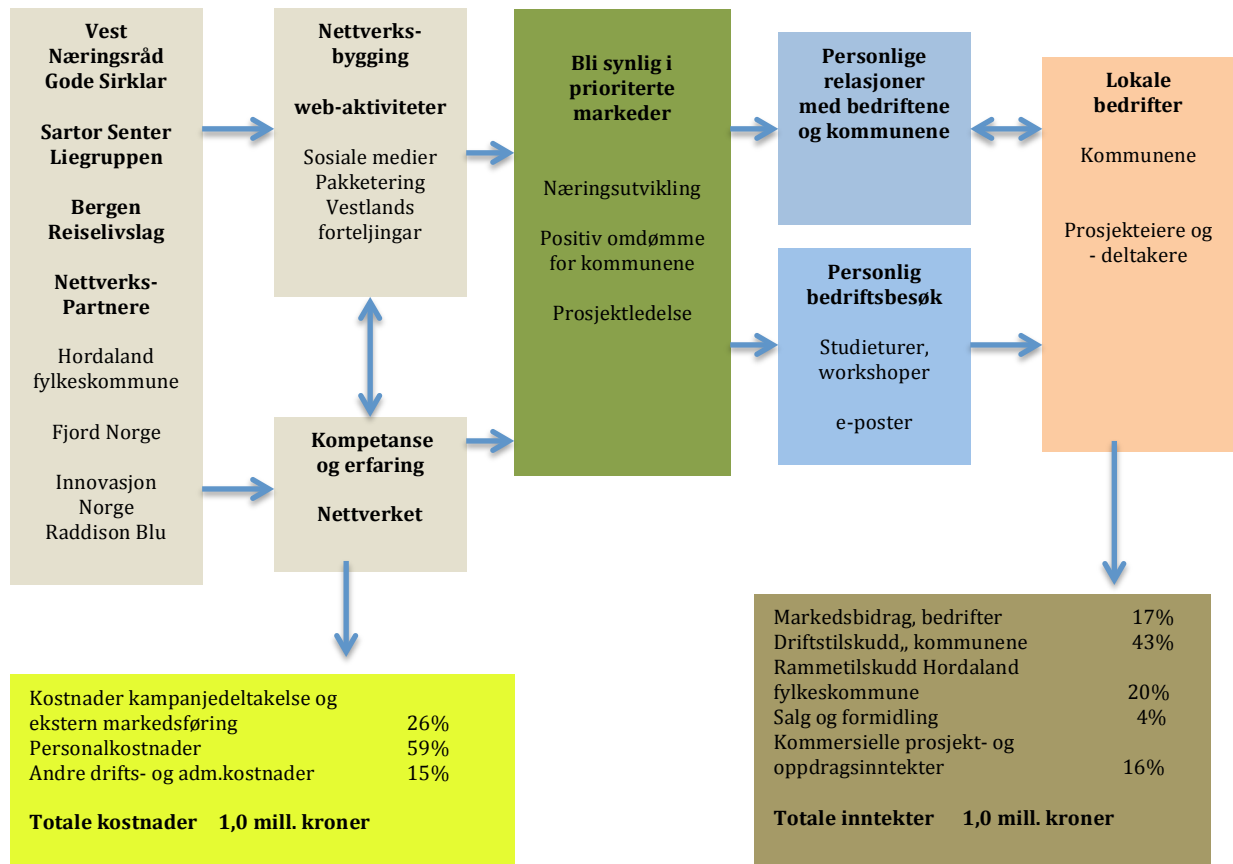 Vest
Næringsråd
Gode Sirklar
Sartor Senter
Liegruppen
Bergen
Reiselivslag
Nettverks-
Partnere
Hordaland
fylkeskommune
Fjord Norge
Innovasjon
Norge
Raddison Blu
Nettverks-
bygging
web-aktiviteter
Sosiale medier
Pakketering
Vestlands
forteljingar
Kompetanse
og erfaring
Nettverket
Bli synlig i
prioriterte
markeder
Næringsutvikling
Positiv omdømme
for kommunene
Prosjektledelse
Personlige
relasjoner
med bedriftene
og kommunene
Personlig
bedriftsbesøk
Studieturer,
workshoper
e-poster
Lokale
bedrifter
Kommunene
Prosjekteiere og
- deltakere
Kostnader kampanjedeltakelse og
ekstern markedsføring 26%
Personalkostnader 59%
Andre drifts- og adm.kostnader 15%
Totale kostnader 1,0 mill. kroner
Markedsbidrag, bedrifter 17%
Driftstilskudd,, kommunene 43%
Rammetilskudd Hordaland
fylkeskommune 20%
Salg og formidling 4%
Kommersielle prosjekt- og
oppdragsinntekter 16%
Totale inntekter 1,0 mill. kroner